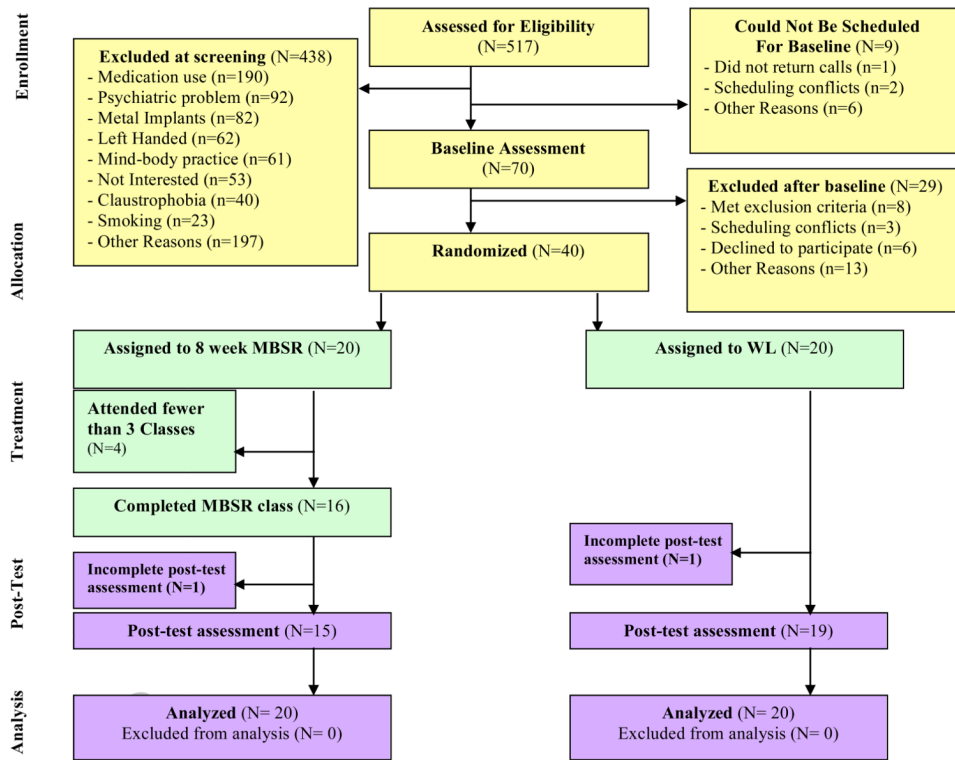 Enrollment
Assessed for Eligibility
(N=517)
Excluded at screening (N=438)
- Medication use (n=190)
- Psychiatric problem (n=92)
- Metal Implants (n=82)
- Left Handed (n=62)
- Mind-body practice (n=61)
- Not Interested (n=53)
- Claustrophobia (n=40)
- Smoking (n=23)
- Other Reasons (n=197)
Could Not Be Scheduled
For Baseline (N=9)
- Did not return calls (n=1)
- Scheduling conflicts (n=2)
- Other Reasons (n=6)
Baseline Assessment
(N=70)
Excluded after baseline (N=29)
- Met exclusion criteria (n=8)
- Scheduling conflicts (n=3)
- Declined to participate (n=6)
- Other Reasons (n=13)
Allocation
Randomized (N=40)
Assigned to 8 week MBSR (N=20)
Assigned to WL (N=20)
Treatment
Attended fewer
than 3 Classes
(N=4)
Completed MBSR class (N=16)
Post-Test
Incomplete post-test
assessment (N=1)
Incomplete post-test
assessment (N=1)
Post-test assessment (N=15)
Post-test assessment (N=19)
Analysis
Analyzed (N= 20)
Excluded from analysis (N= 0)
Analyzed (N= 20)
Excluded from analysis (N= 0)